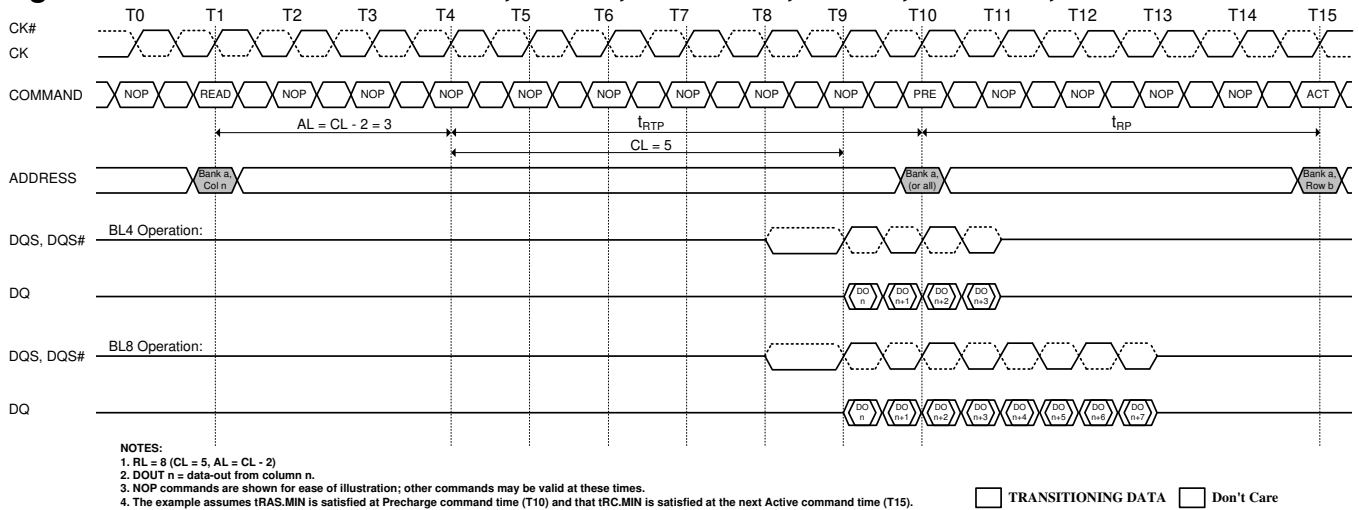 T0 T1 T2 T3 T4 T5 T6 T7 T8 T9 T10 T11 T12 T13 T14 T15
CK#
CK
COMMAND NOP READ NOP NOP NOP NOP NOP NOP NOP NOP PRE NOP NOP NOP NOP ACT
AL = CL - 2 = 3 tRTP tRP
CL = 5
ADDRESS Bank a, Col n Bank a, (or all) Bank a, Row b
BL4 Operation:
DQS, DQS#
DQ DO n DO n+1 DO n+2 DO n+3
BL8 Operation:
DQS, DQS#
DQ DO n DO n+1 DO n+2 DO n+3 DO n+4 DO n+5 DO n+6 DO n+7
NOTES:
1. RL = 8 (CL = 5, AL = CL - 2)
2. DOUT n = data-out from column n.
3. NOP commands are shown for ease of illustration; other commands may be valid at these times.
4. The example assumes tRAS.MIN is satisfied at Precharge command time (T10) and that tRC.MIN is satisfied at the next Active command time (T15).
TRANSITIONING DATA Don't Care